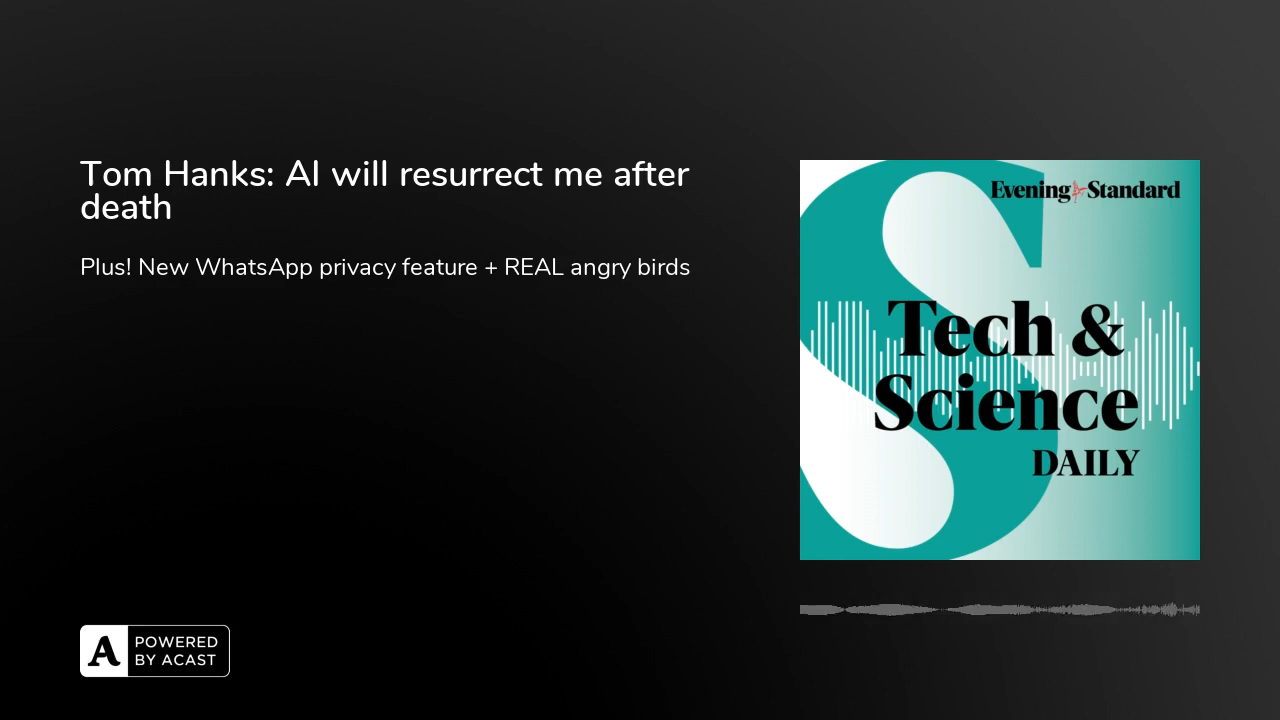 Tom Hanks: AI will resurrect me after
death
Plus! New WhatsApp privacy feature + REAL angry birds
Evening Standard
Tech &
Science
DAILY
A POWERED
BY ACAST